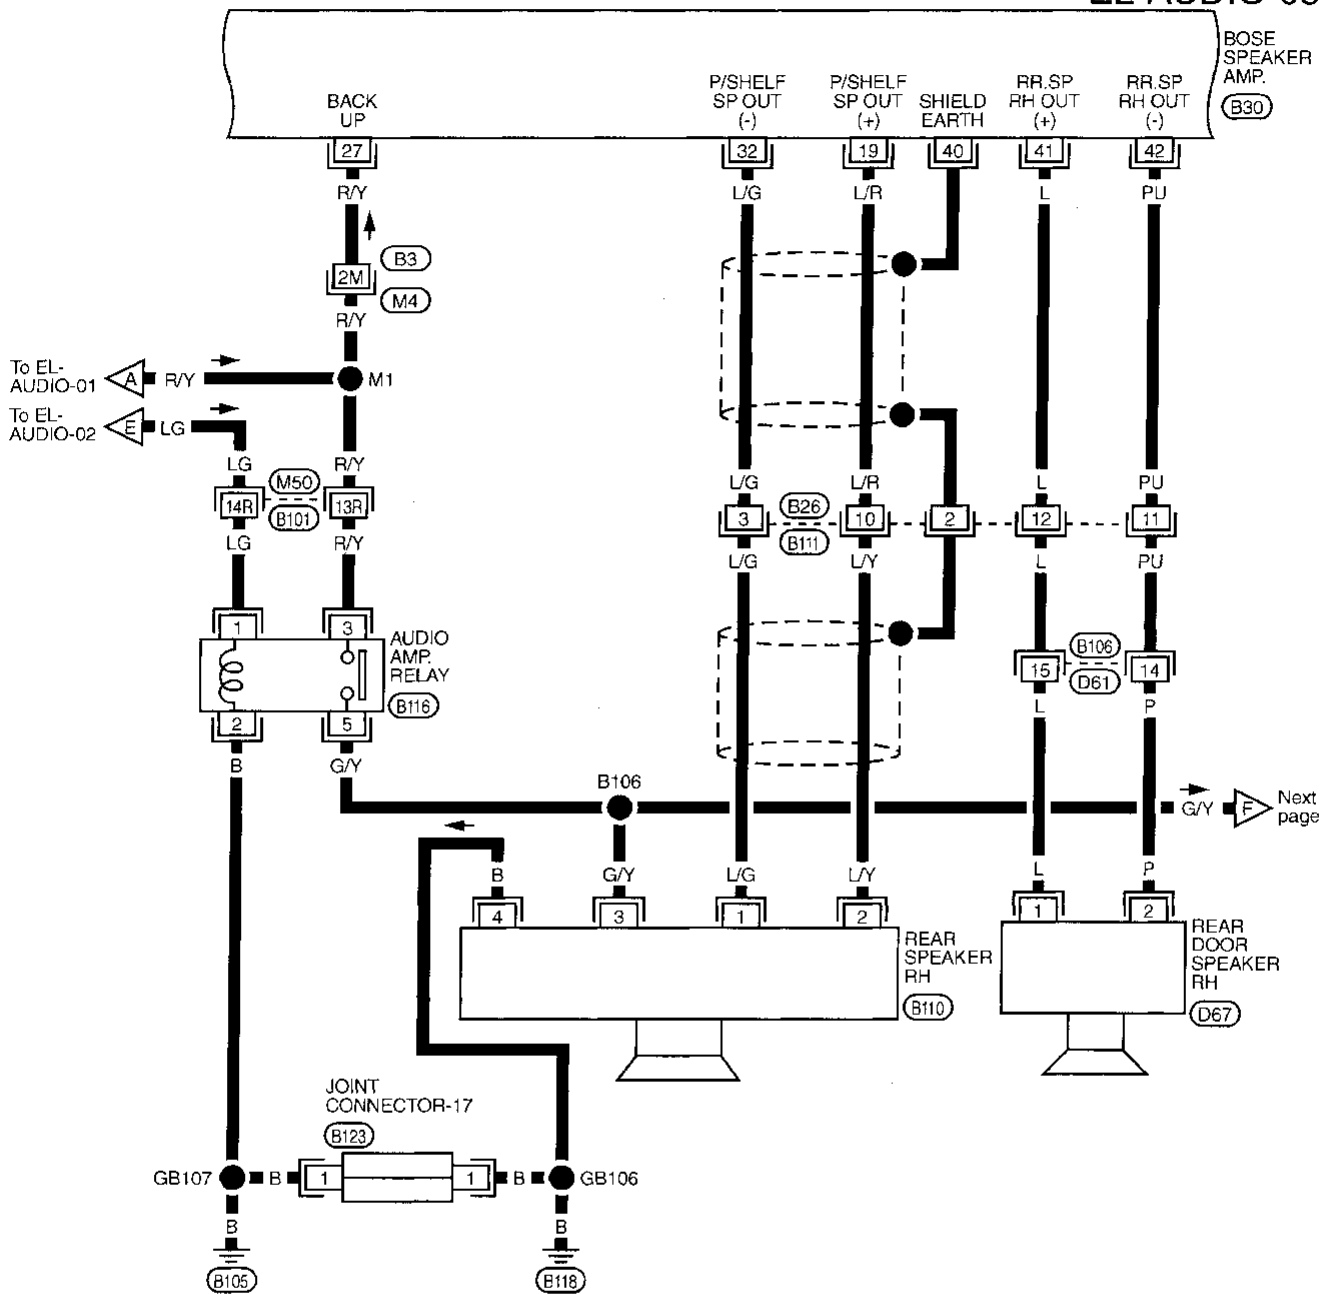 BOSE
SPEAKER
AMP.
B30
BACK
UP
P/SHELF
SP OUT
(-)
P/SHELF
SP OUT
(+)
SHIELD
EARTH
RR.SP
RH OUT
(+)
RR.SP
RH OUT
(-)
27 32 19 40 41 42
R/Y L/G L/R L PU
B3
2M
M4
R/Y
To EL-
AUDIO-01
A R/Y M1
To EL-
AUDIO-02
E LG
LG R/Y L/G L/R L PU
M50
14R 13R
B101
B26
3 10 2 12 11
B111
LG R/Y L/G L/Y L PU
1 3
AUDIO
AMP.
RELAY
B116
B106
15 14
D61
2 5 L P
B G/Y
B106
G/Y F
Next
page
B G/Y L/G L/Y L P
4 3 1 2 1 2
REAR
SPEAKER
RH
B110
REAR
DOOR
SPEAKER
RH
D67
JOINT
CONNECTOR-17
B123
GB107 B 1 1 B GB106
B B
B105 B118